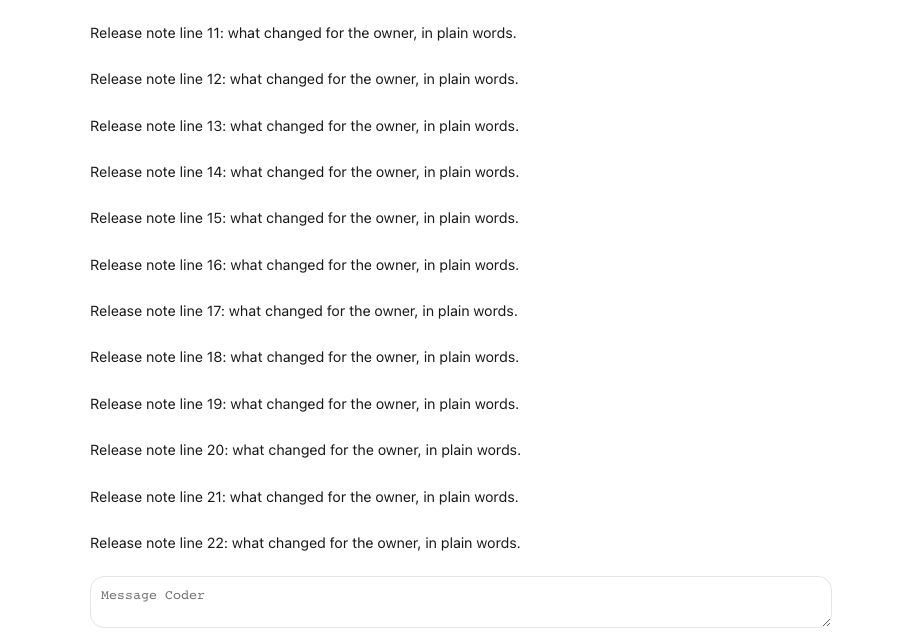 Release note line 11: what changed for the owner, in plain words.
Release note line 12: what changed for the owner, in plain words.
Release note line 13: what changed for the owner, in plain words.
Release note line 14: what changed for the owner, in plain words.
Release note line 15: what changed for the owner, in plain words.
Release note line 16: what changed for the owner, in plain words.
Release note line 17: what changed for the owner, in plain words.
Release note line 18: what changed for the owner, in plain words.
Release note line 19: what changed for the owner, in plain words.
Release note line 20: what changed for the owner, in plain words.
Release note line 21: what changed for the owner, in plain words.
Release note line 22: what changed for the owner, in plain words.
Message Coder